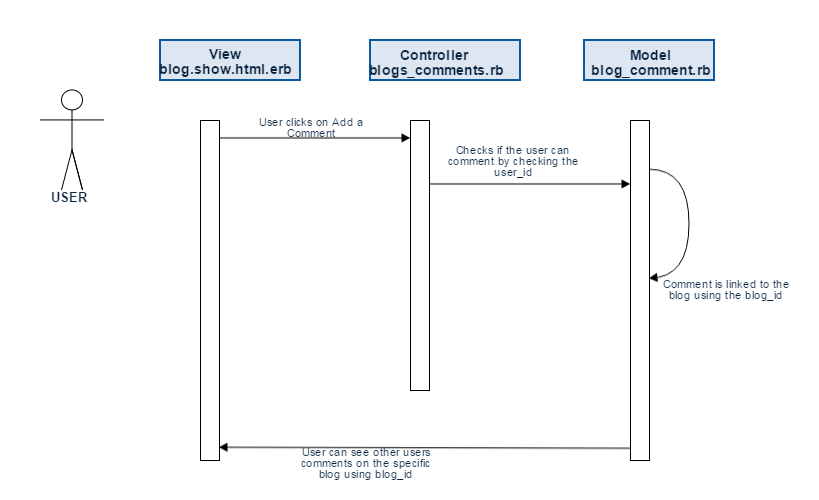 View
blog.show.html.erb
Controller
blogs_comments.rb
Model
blog_comment.rb
USER
User clicks on Add a
Comment
Checks if the user can
comment by checking the
user_id
Comment is linked to the
blog using the blog_id
User can see other users
comments on the specific
blog using blog_id